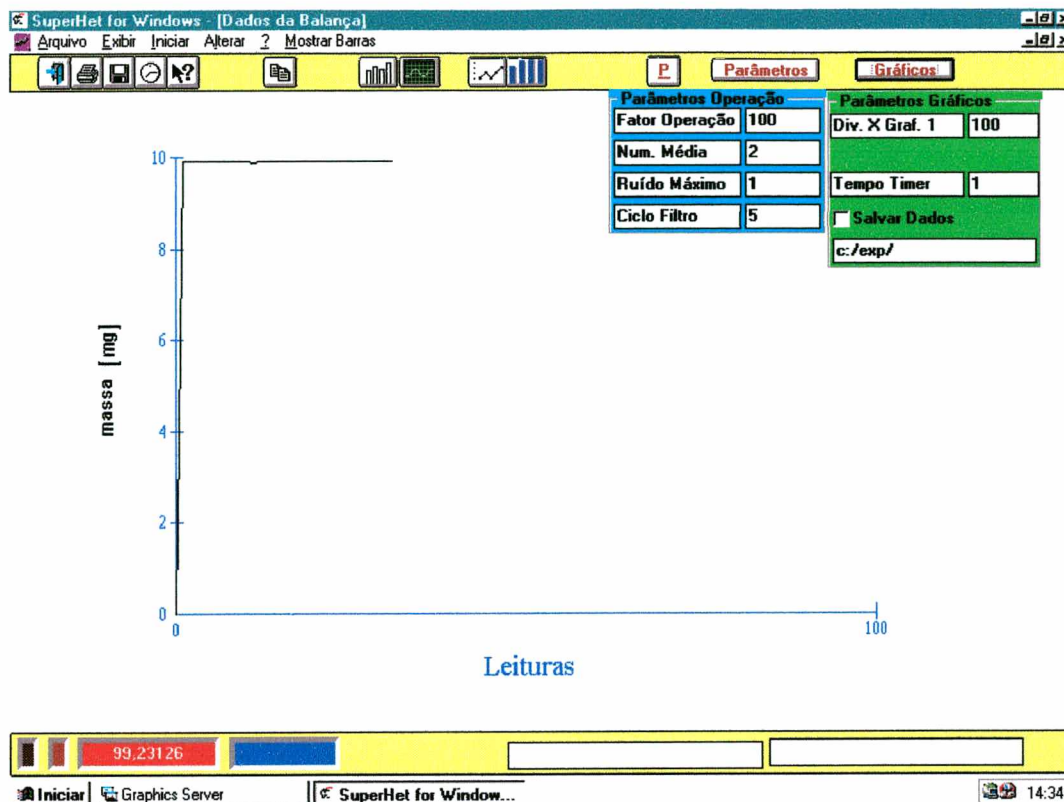 SuperHet for Windows - [Dados da Balança]
Arquivo Exibir Iniciar Alterar ? Mostrar Barras
P Parâmetros Gráficos
Parâmetros Operação
Fator Operação 100
Num. Média 2
Ruído Máximo 1
Ciclo Filtro 5
Parâmetros Gráficos
Div. X Graf. 1 100
Tempo Timer 1
Salvar Dados
c:/exp/
massa [mg]
10
8
6
4
2
0
0 100
Leituras
99,23126
Iniciar Graphics Server SuperHet for Window... 14:34